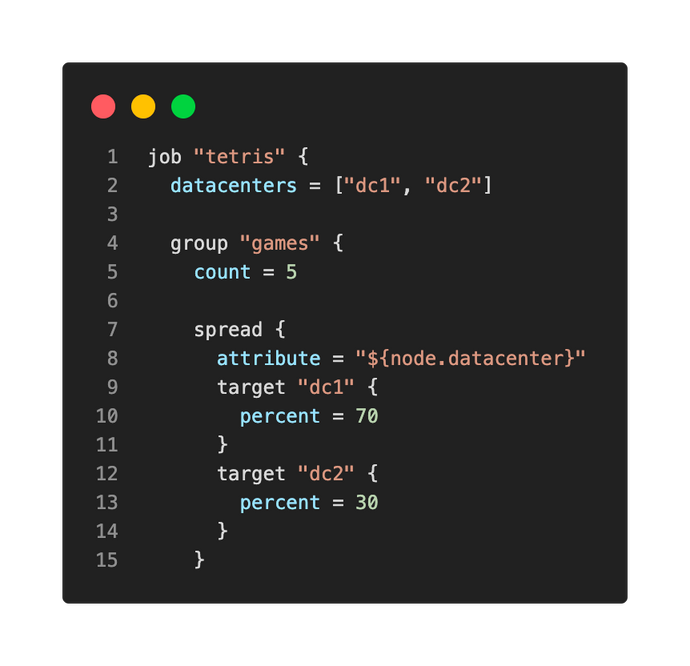 1 job "tetris" {
2   datacenters = ["dc1", "dc2"]
3
4   group "games" {
5     count = 5
6
7     spread {
8       attribute = "${node.datacenter}"
9       target "dc1" {
10         percent = 70
11       }
12       target "dc2" {
13         percent = 30
14       }
15     }